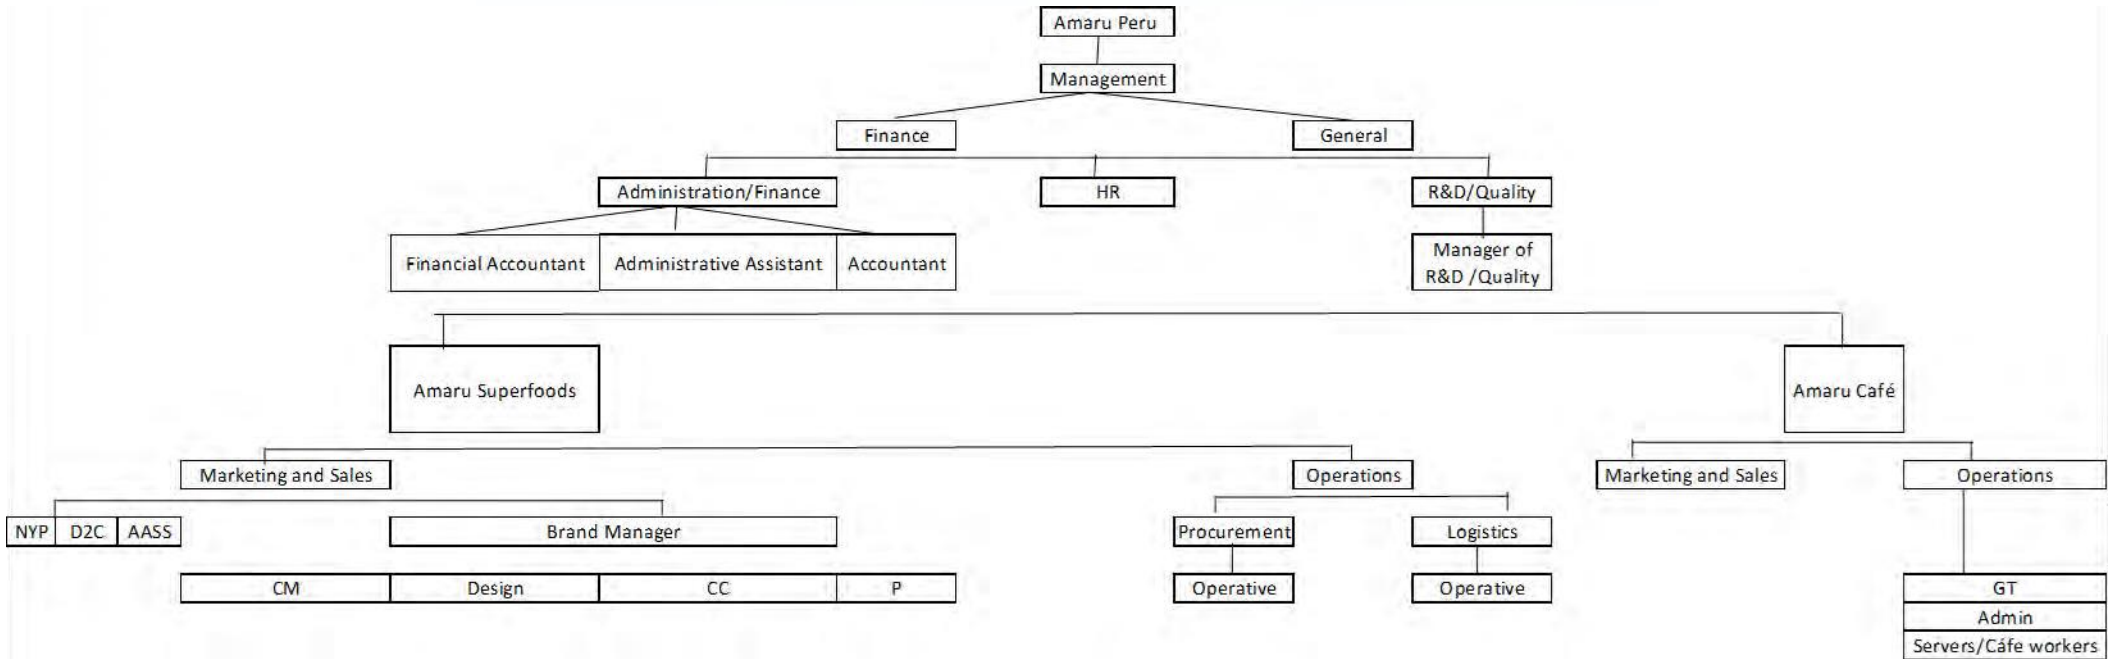 Amaru Peru
Management
Finance
General
Administration/Finance
HR
R&D/Quality
Financial Accountant
Administrative Assistant
Accountant
Manager of
R&D /Quality
Amaru Superfoods
Amaru Café
Marketing and Sales
Operations
Marketing and Sales
Operations
NYP
D2C
AASS
Brand Manager
Procurement
Logistics
CM
Design
CC
P
Operative
Operative
GT
Admin
Servers/Cáfe workers